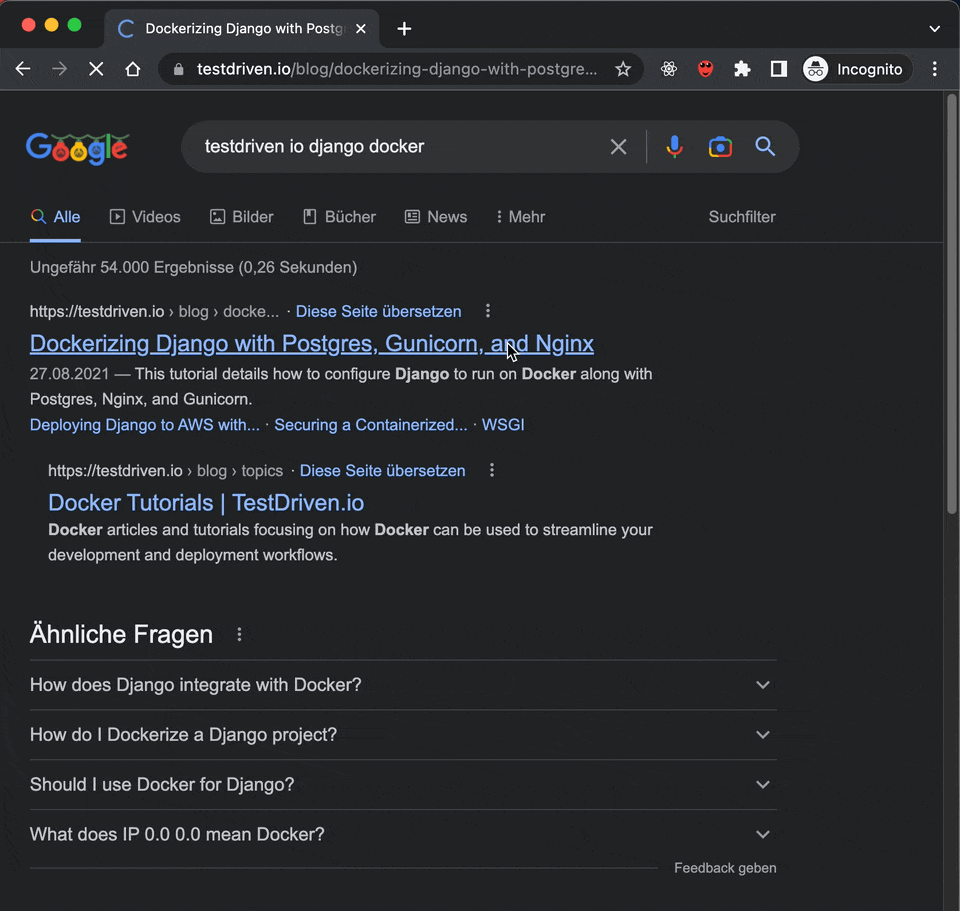 Dockerizing Django with Postg
testdriven.io/blog/dockerizing-django-with-postgre...
Incognito
Google
testdriven io django docker
Alle
Videos
Bilder
Bücher
News
Mehr
Suchfilter
Ungefähr 54.000 Ergebnisse (0,26 Sekunden)
https://testdriven.io › blog › docke... · Diese Seite übersetzen
Dockerizing Django with Postgres, Gunicorn, and Nginx
27.08.2021 — This tutorial details how to configure Django to run on Docker along with
Postgres, Nginx, and Gunicorn.
Deploying Django to AWS with... · Securing a Containerized... · WSGI
https://testdriven.io › blog › topics · Diese Seite übersetzen
Docker Tutorials | TestDriven.io
Docker articles and tutorials focusing on how Docker can be used to streamline your
development and deployment workflows.
Ähnliche Fragen
How does Django integrate with Docker?
How do I Dockerize a Django project?
Should I use Docker for Django?
What does IP 0.0 0.0 mean Docker?
Feedback geben